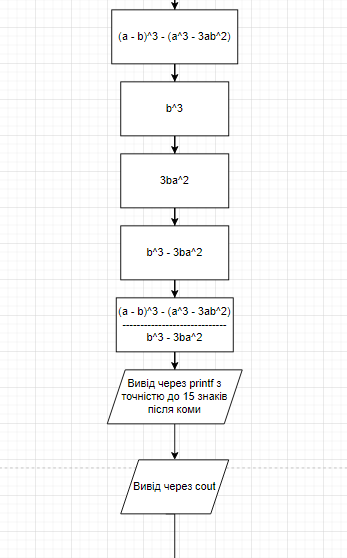 (a - b)^3 - (a^3 - 3ab^2)
b^3
3ba^2
b^3 - 3ba^2
(a - b)^3 - (a^3 - 3ab^2)
-----------------------------
b^3 - 3ba^2
Вивід через printf з
точністю до 15 знаків
після коми
Вивід через cout